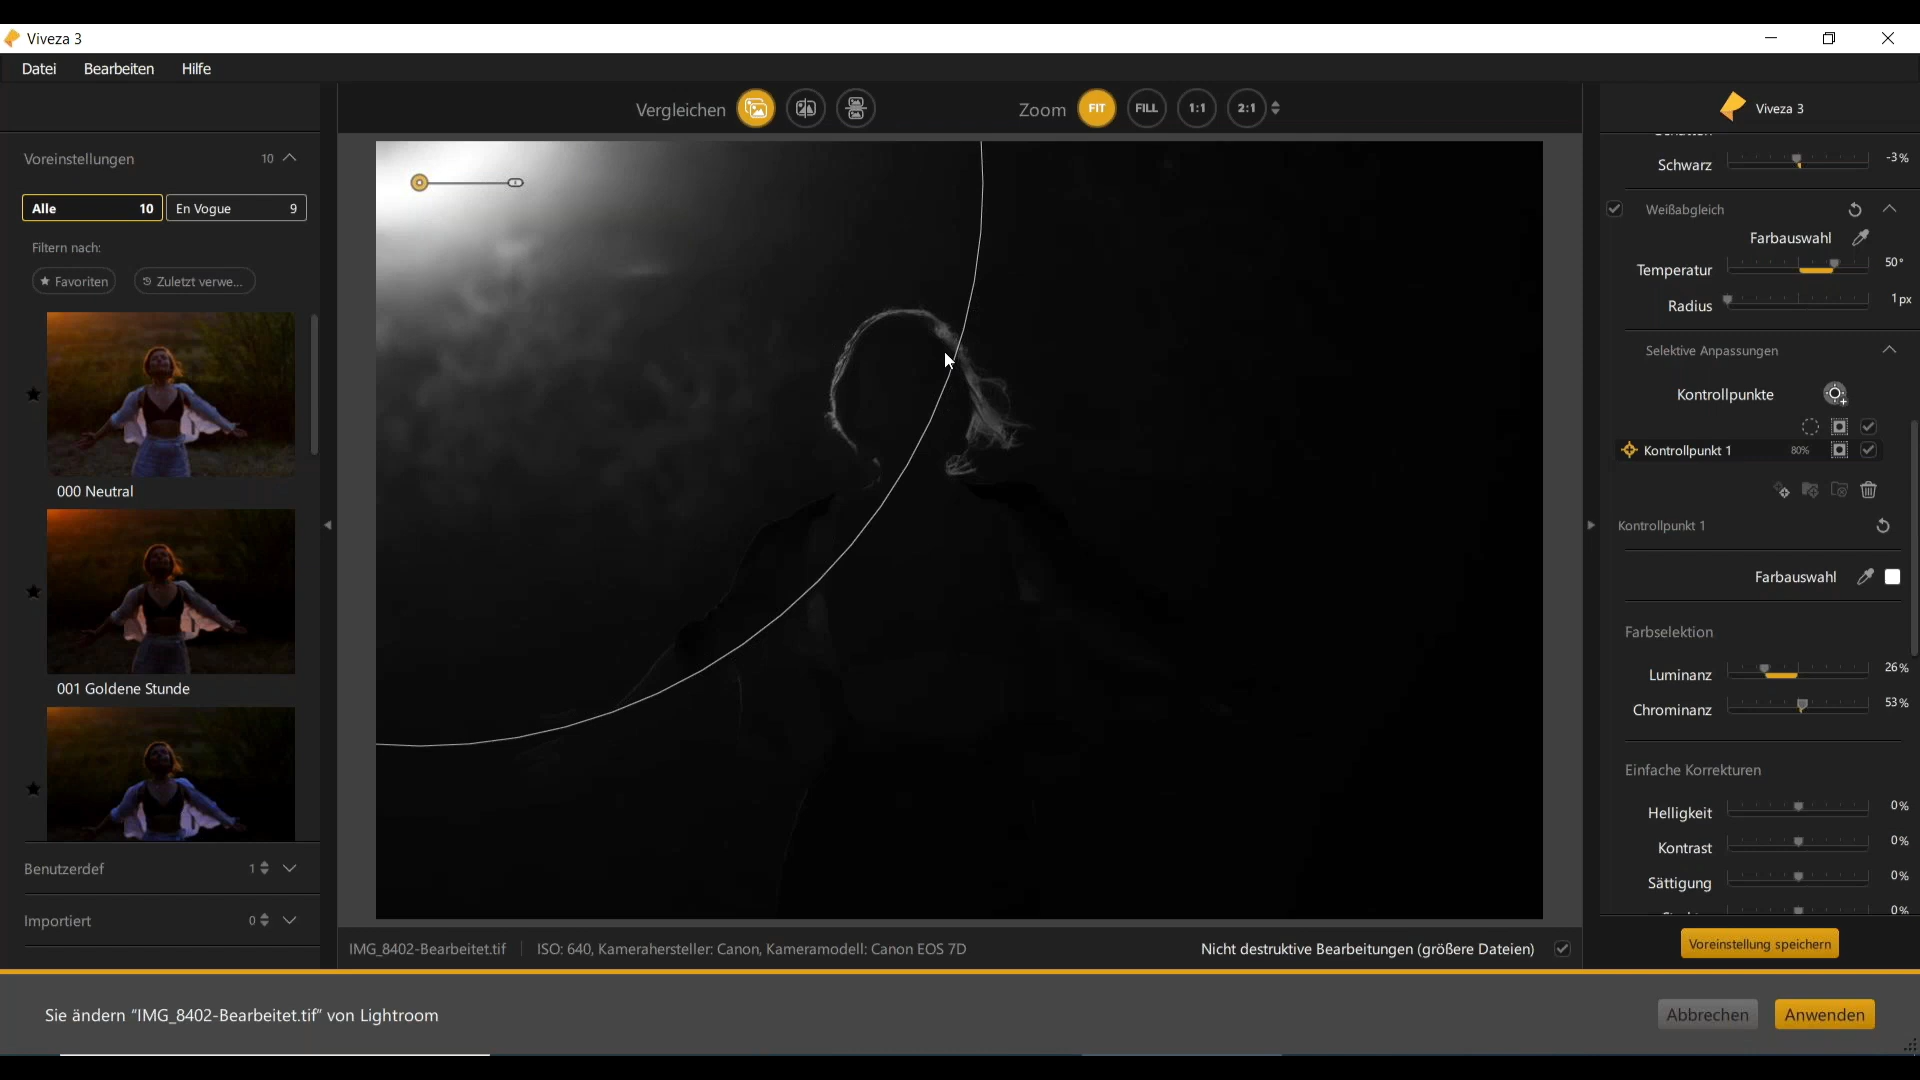 Viveza 3
Datei Bearbeiten Hilfe
Vergleichen Zoom FIT FILL 1:1 2:1
Viveza 3
Voreinstellungen 10
Alle 10 En Vogue 9
Filtern nach:
Favoriten Zuletzt verwe...
000 Neutral
001 Goldene Stunde
Benutzerdef 1
Importiert 0
Schwarz -3%
Weißabgleich
Farbauswahl
Temperatur 50°
Radius 1px
Selektive Anpassungen
Kontrollpunkte
Kontrollpunkt 1 80%
Kontrollpunkt 1
Farbauswahl
Farbselektion
Luminanz 26%
Chrominanz 53%
Einfache Korrekturen
Helligkeit 0%
Kontrast 0%
Sättigung 0%
0%
Voreinstellung speichern
IMG_8402-Bearbeitet.tif ISO: 640, Kamerahersteller: Canon, Kameramodell: Canon EOS 7D Nicht destruktive Bearbeitungen (größere Dateien)
Sie ändern "IMG_8402-Bearbeitet.tif" von Lightroom
Abbrechen Anwenden